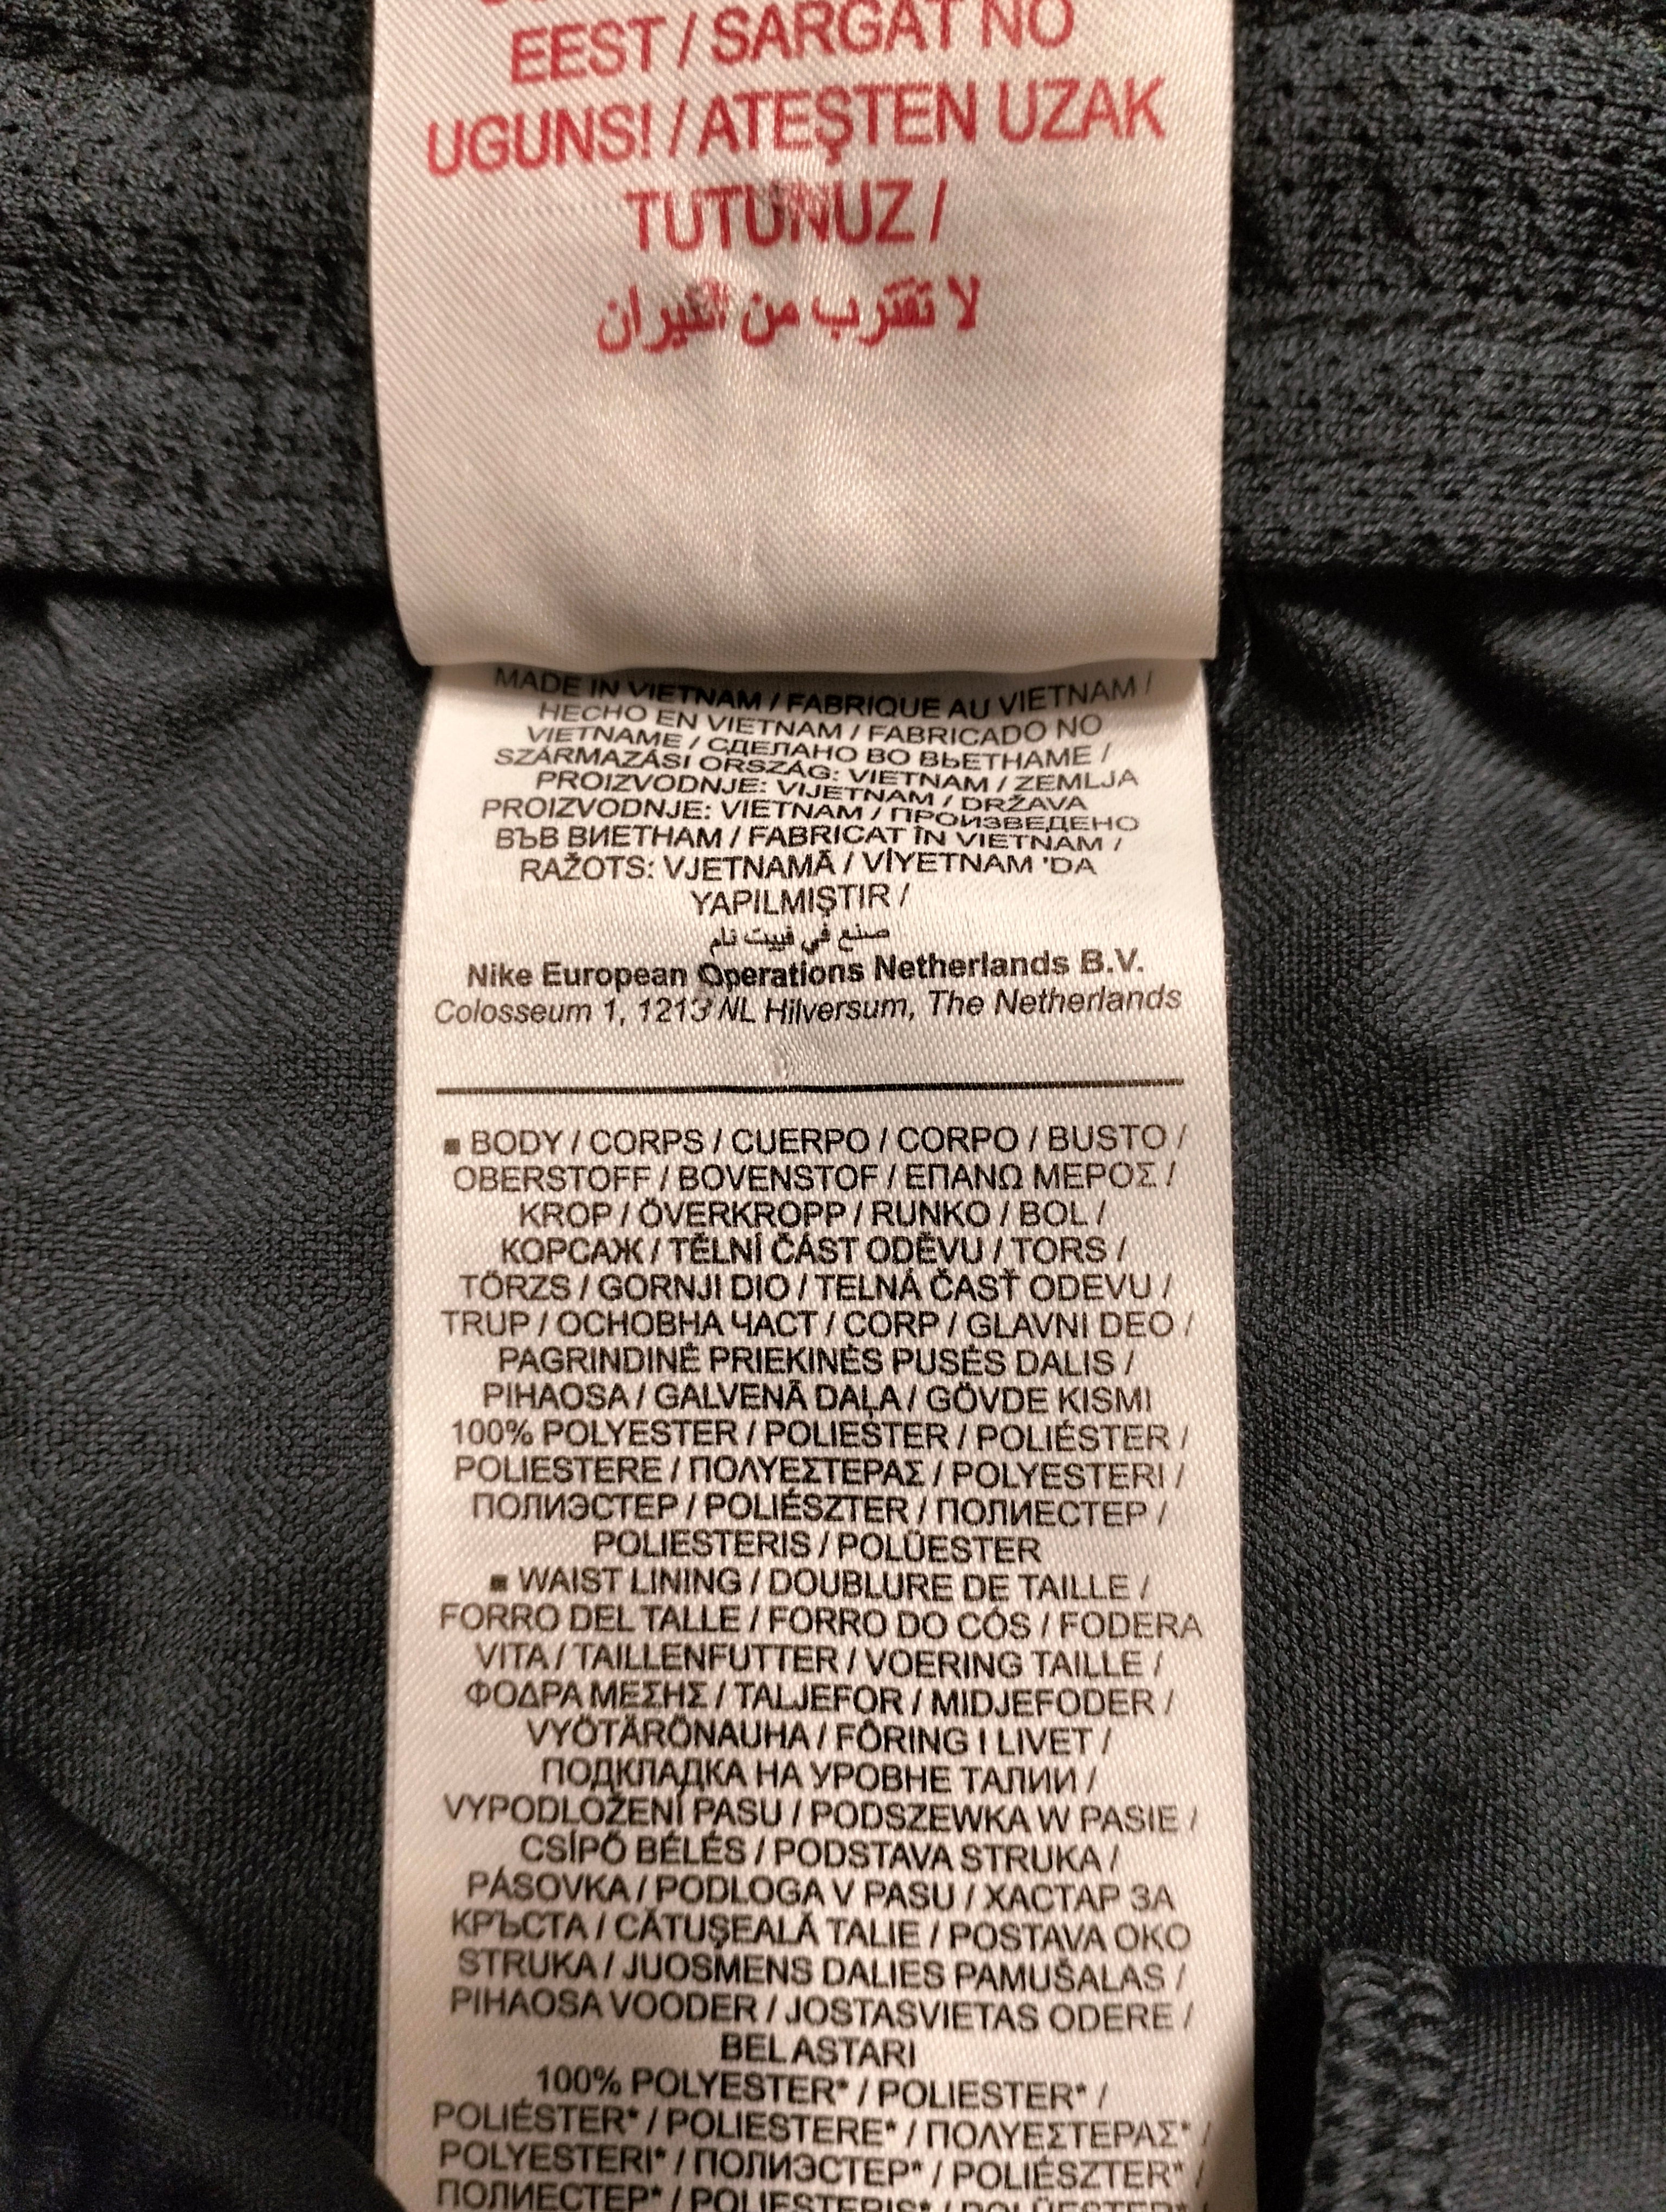 EEST / SARGAT NO
UGUNS! / ATEŞTEN UZAK
TUTUNUZ /
لا تقترب من النيران
MADE IN VIETNAM / FABRIQUE AU VIETNAM /
HECHO EN VIETNAM / FABRICADO NO
VIETNAME / СДЕЛАНО ВО ВЬЕТНАМЕ /
SZÁRMAZÁSI ORSZÁG: VIETNAM / ZEMLJA
PROIZVODNJE: VIJETNAM / DRŽAVA
PROIZVODNJE: VIETNAM / ПРОИЗВЕДЕНО
ВЪВ ВИЕТНАМ / FABRICAT ÎN VIETNAM /
RAŽOTS: VJETNAMĀ / VİYETNAM 'DA
YAPILMIŞTIR /
صنع في فييت نام
Nike European Operations Netherlands B.V.
Colosseum 1, 1213 NL Hilversum, The Netherlands
▪ BODY / CORPS / CUERPO / CORPO / BUSTO /
OBERSTOFF / BOVENSTOF / ΕΠΑΝΩ ΜΕΡΟΣ /
KROP / ÖVERKROPP / RUNKO / BOL /
КОРСАЖ / TĚLNÍ ČÁST ODĚVU / TORS /
TÖRZS / GORNJI DIO / TELNÁ ČASŤ ODEVU /
TRUP / ОСНОВНА ЧАСТ / CORP / GLAVNI DEO /
PAGRINDINĖ PRIEKINĖS PUSĖS DALIS /
PIHAOSA / GALVENĀ DAĻA / GÖVDE KISMI
100% POLYESTER / POLIESTER / POLIÉSTER /
POLIESTERE / ΠΟΛΥΕΣΤΕΡΑΣ / POLYESTERI /
ПОЛИЭСТЕР / POLIÉSZTER / ПОЛИЕСТЕР /
POLIESTERIS / POLÜESTER
▪ WAIST LINING / DOUBLURE DE TAILLE /
FORRO DEL TALLE / FORRO DO CÓS / FODERA
VITA / TAILLENFUTTER / VOERING TAILLE /
ΦΟΔΡΑ ΜΕΣΗΣ / TALJEFOR / MIDJEFODER /
VYÖTÄRÖNAUHA / FÔRING I LIVET /
ПОДКЛАДКА НА УРОВНЕ ТАЛИИ /
VYPODLOŽENÍ PASU / PODSZEWKA W PASIE /
CSÍPŐ BÉLÉS / PODSTAVA STRUKA /
PÁSOVKA / PODLOGA V PASU / ХАСТАР ЗА
КРЪСТА / CĂTUŞEALĂ TALIE / POSTAVA OKO
STRUKA / JUOSMENS DALIES PAMUŠALAS /
PIHAOSA VOODER / JOSTASVIETAS ODERE /
BEL ASTARI
100% POLYESTER* / POLIESTER* /
POLIÉSTER* / POLIESTERE* / ΠΟΛΥΕΣΤΕΡΑΣ* /
POLYESTERI* / ПОЛИЭСТЕР* / POLIÉSZTER* /
ПОЛИЕСТЕР* / POLIESTERIS* / POLÜESTER*